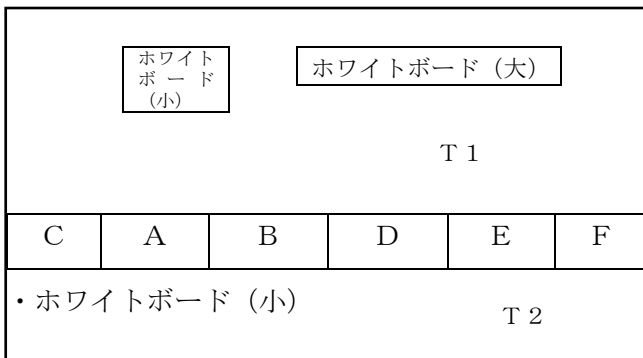 ホワイト
ボード
(小)
ホワイトボード(大)
T1
C A B D E F
・ホワイトボード(小)
T2